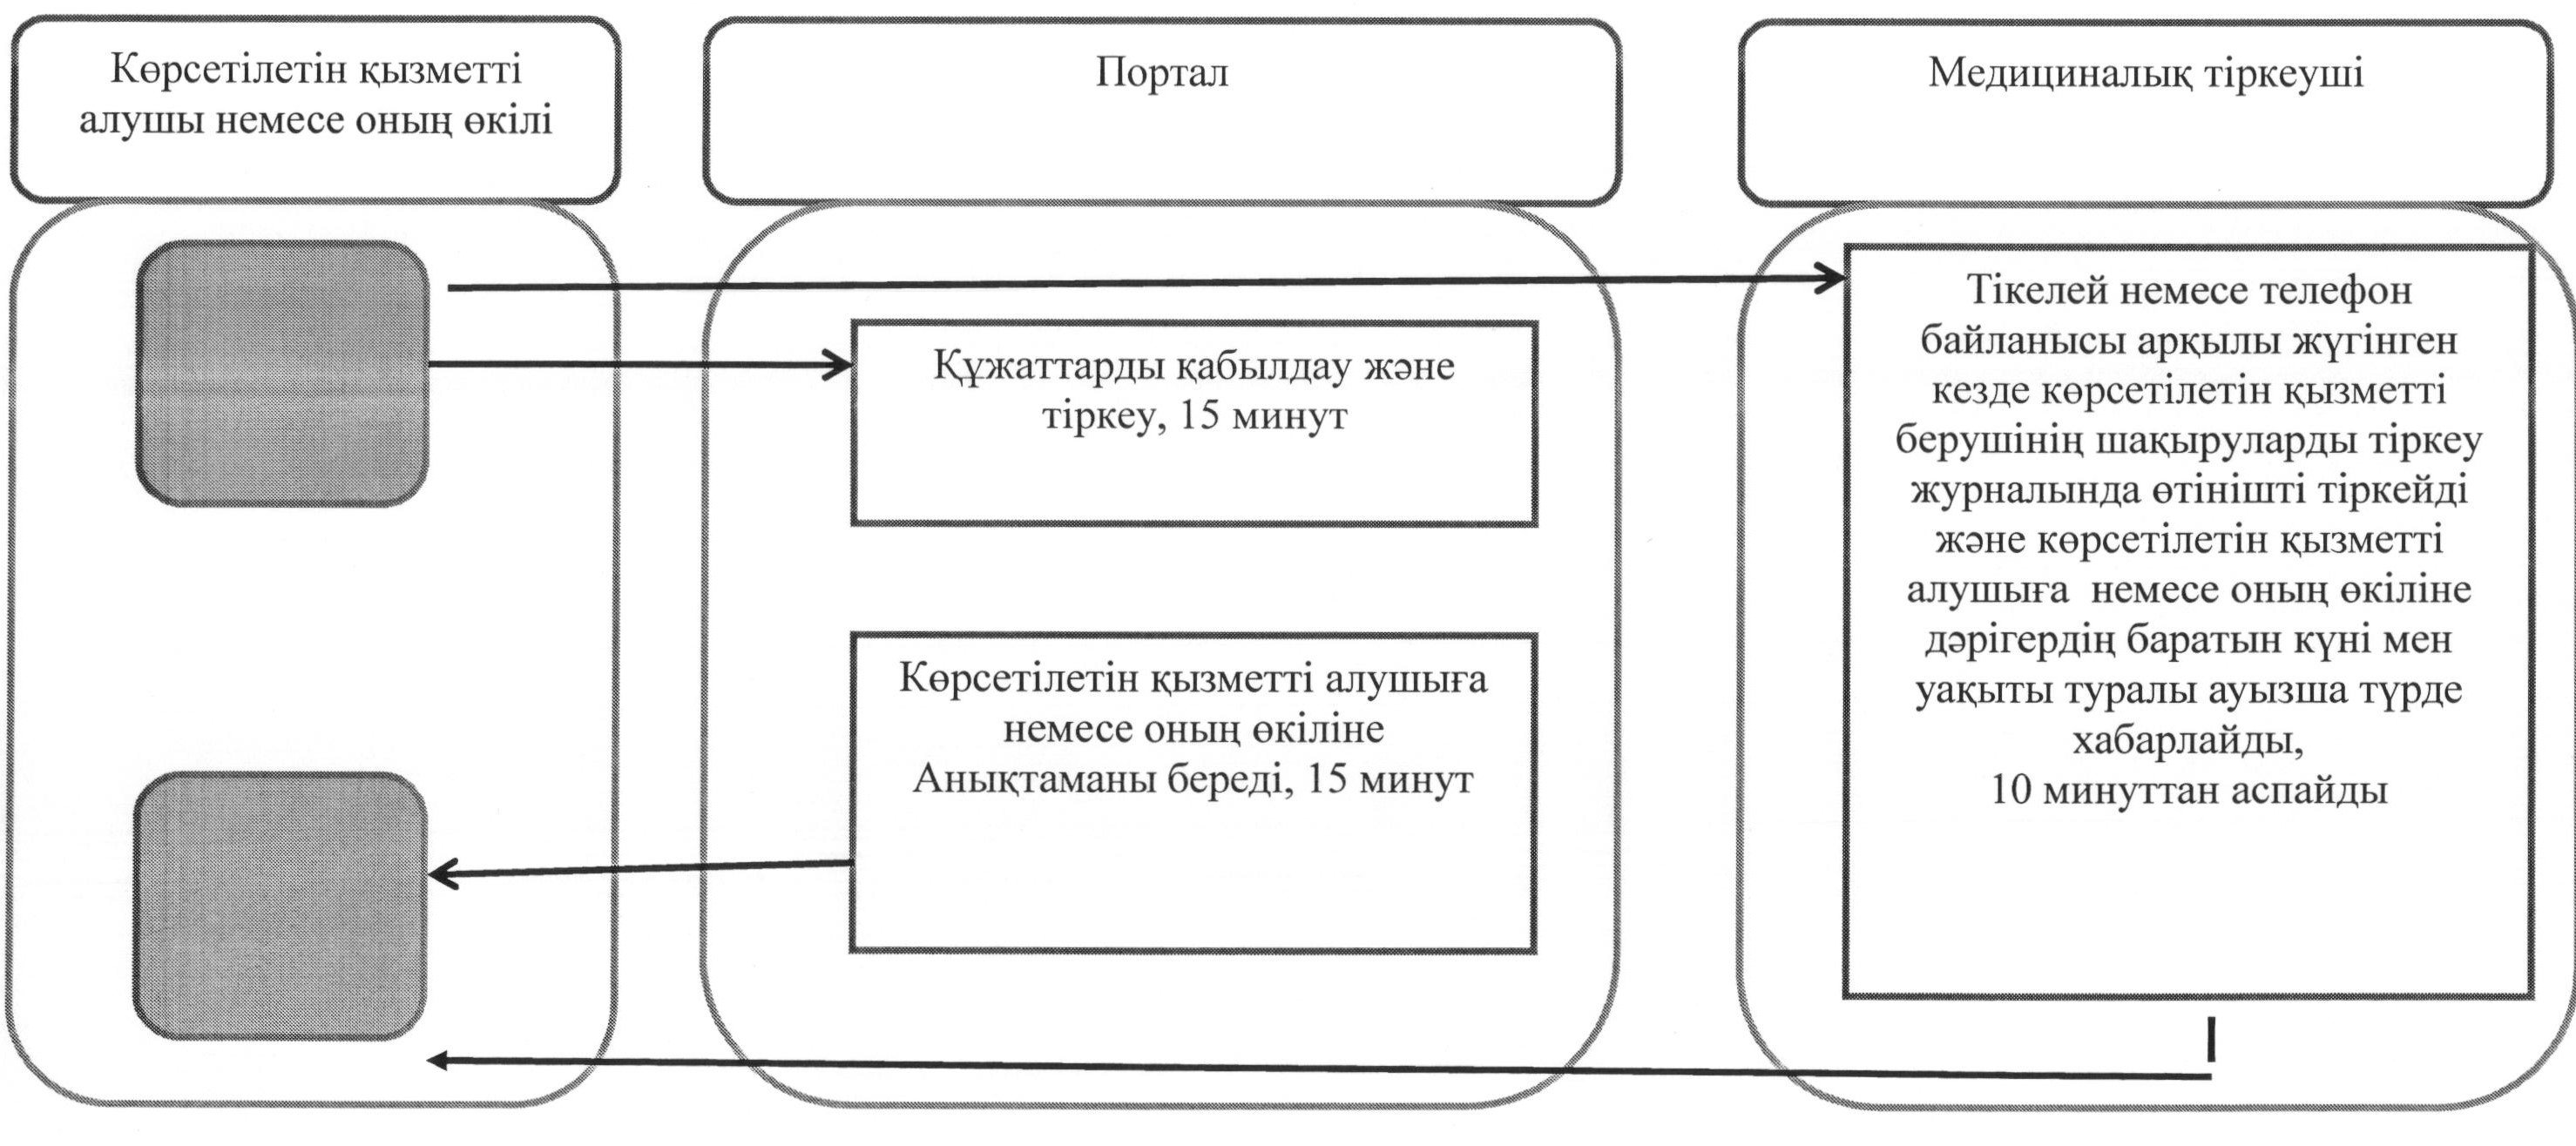 Көрсетілетін қызметті
алушы немесе оның өкілі
Портал
Медициналық тіркеуші
Құжаттарды қабылдау және
тіркеу, 15 минут
Көрсетілетін қызметті алушыға
немесе оның өкіліне
Анықтаманы береді, 15 минут
Тікелей немесе телефон
байланысы арқылы жүгінген
кезде көрсетілетін қызметті
берушінің шақыруларды тіркеу
журналында өтінішті тіркейді
және көрсетілетін қызметті
алушыға  немесе оның өкіліне
дәрігердің баратын күні мен
уақыты туралы ауызша түрде
хабарлайды,
10 минуттан аспайды